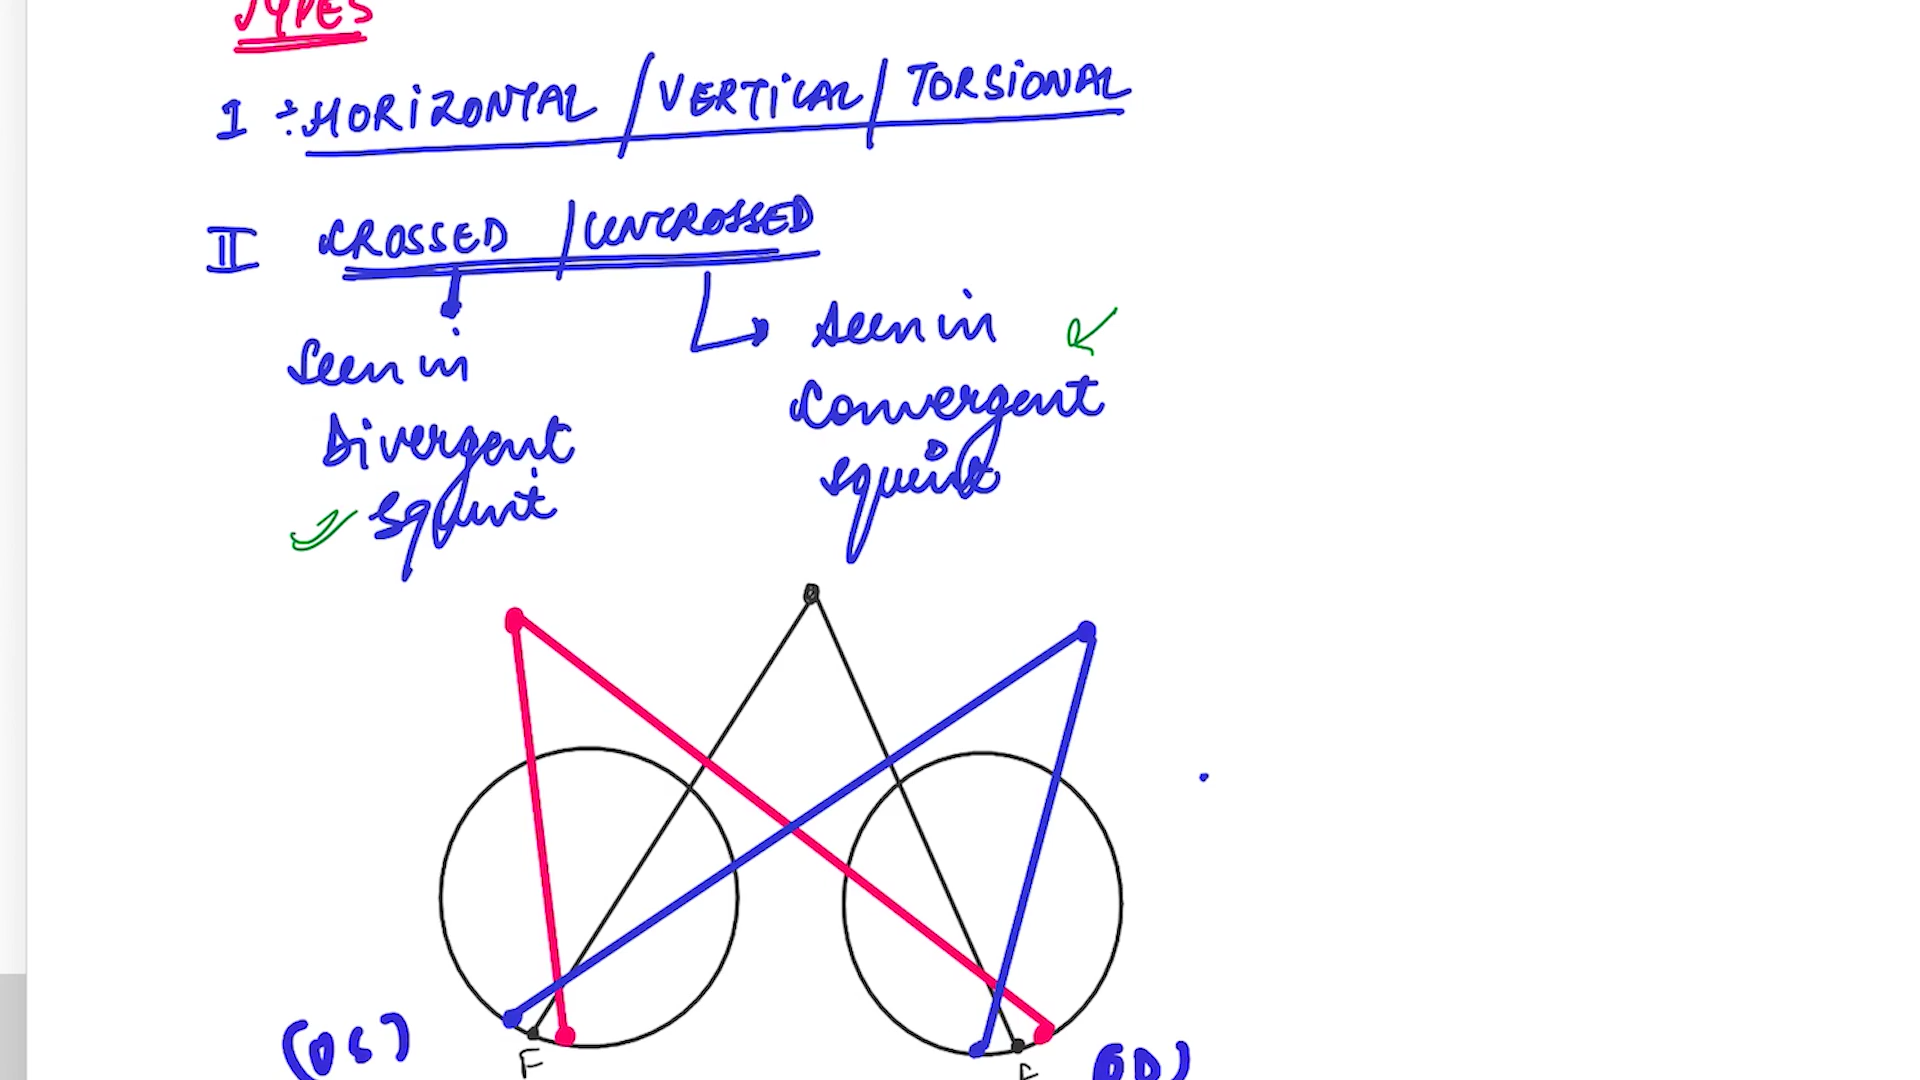 TYPES
I ÷ HORIZONTAL / VERTICAL / TORSIONAL
II CROSSED / UNCROSSED
Seen in
Divergent
Squint
Seen in
Convergent
squint
(OS)
F
F
(OD)